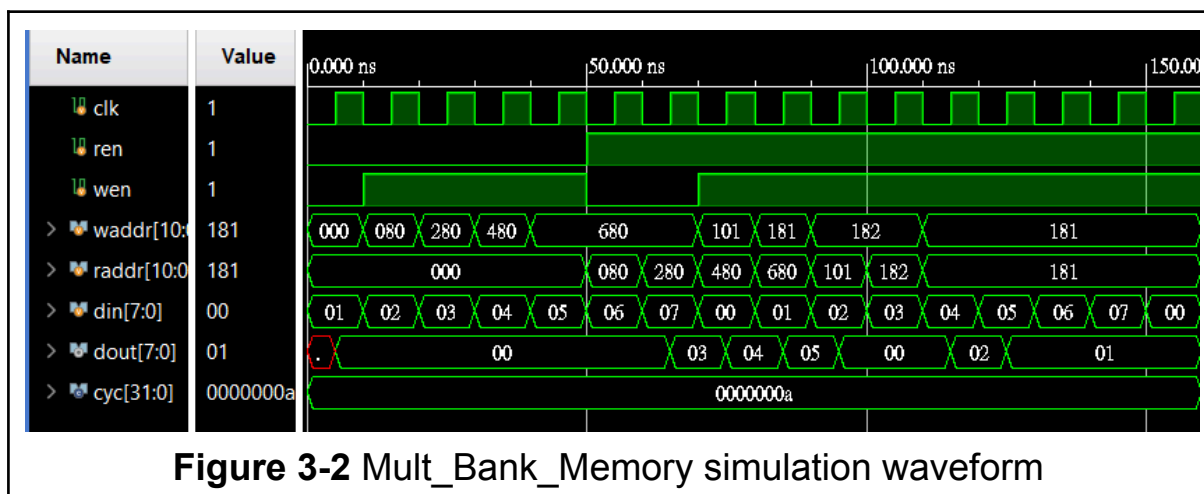 Name Value 0.000 ns 50.000 ns 100.000 ns 150.00
clk 1
ren 1
wen 1
> waddr[10:0 181 000 080 280 480 680 101 181 182 181
> raddr[10:0 181 000 080 280 480 680 101 182 181
> din[7:0] 00 01 02 03 04 05 06 07 00 01 02 03 04 05 06 07 00
> dout[7:0] 01 . 00 03 04 05 00 02 01
> cyc[31:0] 0000000a 0000000a
Figure 3-2 Mult_Bank_Memory simulation waveform